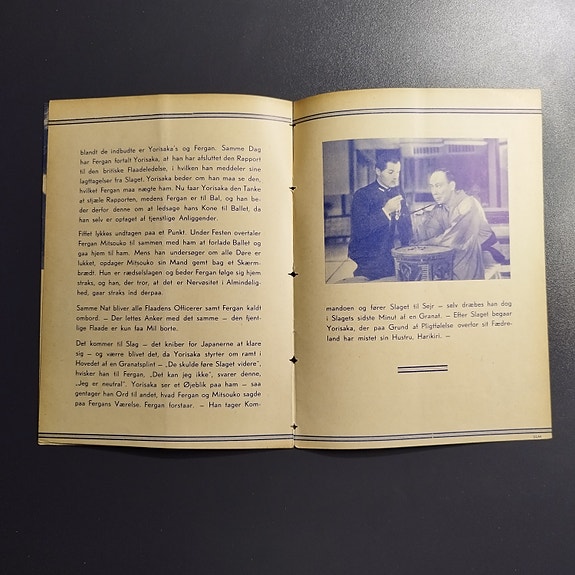 blandt de indbudte er Yorisaka's og Fergan. Samme Dag
har Fergan fortalt Yorisaka, at han har afsluttet den Rapport
til den britiske Flaadeledelse, i hvilken han meddeler sine
Iagttagelser fra Slaget. Yorisaka beder om han maa se den,
hvilket Fergan maa nægte ham. Nu faar Yorisaka den Tanke
at stjæle Rapporten, medens Fergan er til Bal, og han be-
der derfor denne om at ledsage hans Kone til Ballet, da
han selv er optaget af tjenstlige Anliggender.
Fiffet lykkes undtagen paa et Punkt. Under Festen overtaler
Fergan Mitsouko til sammen med ham at forlade Ballet og
gaa hjem til ham. Mens han undersøger om alle Døre er
lukket, opdager Mitsouko sin Mand gemt bag et Skærm-
brædt. Hun er rædselslagen og beder Fergan følge sig hjem
straks, og han, der tror, at det er Nervøsitet i Almindelig-
hed, gaar straks ind derpaa.
Samme Nat bliver alle Flaadens Officerer samt Fergan kaldt
ombord. — Der lettes Anker med det samme — den fjent-
lige Flaade er kun faa Mil borte.
Det kommer til Slag — det kniber for Japanerne at klare
sig — og værre blivet det, da Yorisaka styrter om ramt i
Hovedet af en Granatsplint — „De skulde føre Slaget videre",
hvisker han til Fergan. „Det kan jeg ikke", svarer denne,
„Jeg er neutral". Yorisaka ser et Øjeblik paa ham — saa
gentager han Ord til andet, hvad Fergan og Mitsouko sagde
paa Fergans Værelse. Fergan forstaar. — Han tager Kom-
mandoen og fører Slaget til Sejr — selv dræbes han dog
i Slagets sidste Minut af en Granat. — Efter Slaget begaar
Yorisaka, der paa Grund af Pligtfølelse overfor sit Fædre-
land har mistet sin Hustru, Harikiri. —